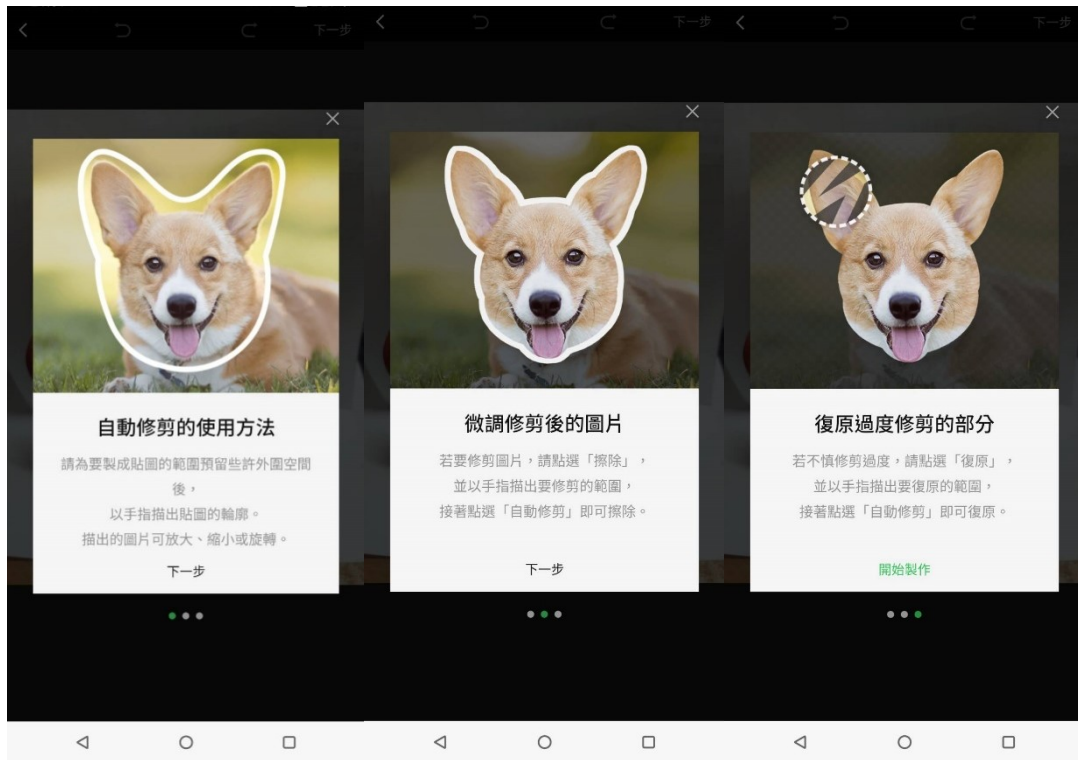 下一步
下一步
下一步
自動修剪的使用方法
請為要製成貼圖的範圍預留些許外圍空間
後，
以手指描出貼圖的輪廓。
描出的圖片可放大、縮小或旋轉。
下一步
微調修剪後的圖片
若要修剪圖片，請點選「擦除」，
並以手指描出要修剪的範圍，
接著點選「自動修剪」即可擦除。
下一步
復原過度修剪的部分
若不慎修剪過度，請點選「復原」，
並以手指描出要復原的範圍，
接著點選「自動修剪」即可復原。
開始製作